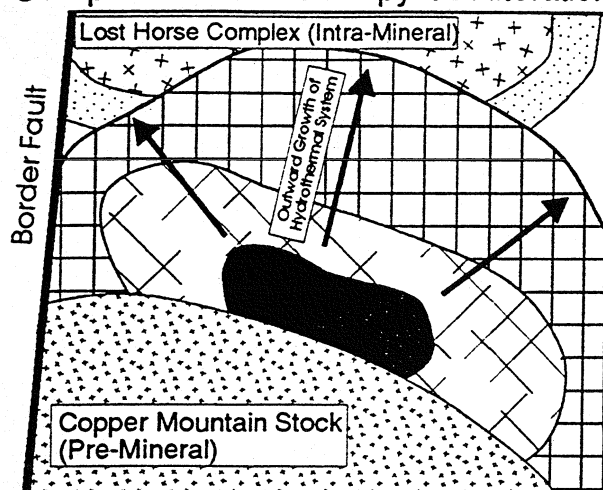 Lost Horse Complex (Intra-Mineral)
Border Fault
Outward Growth of
Hydrothermal System
Copper Mountain Stock
(Pre-Mineral)